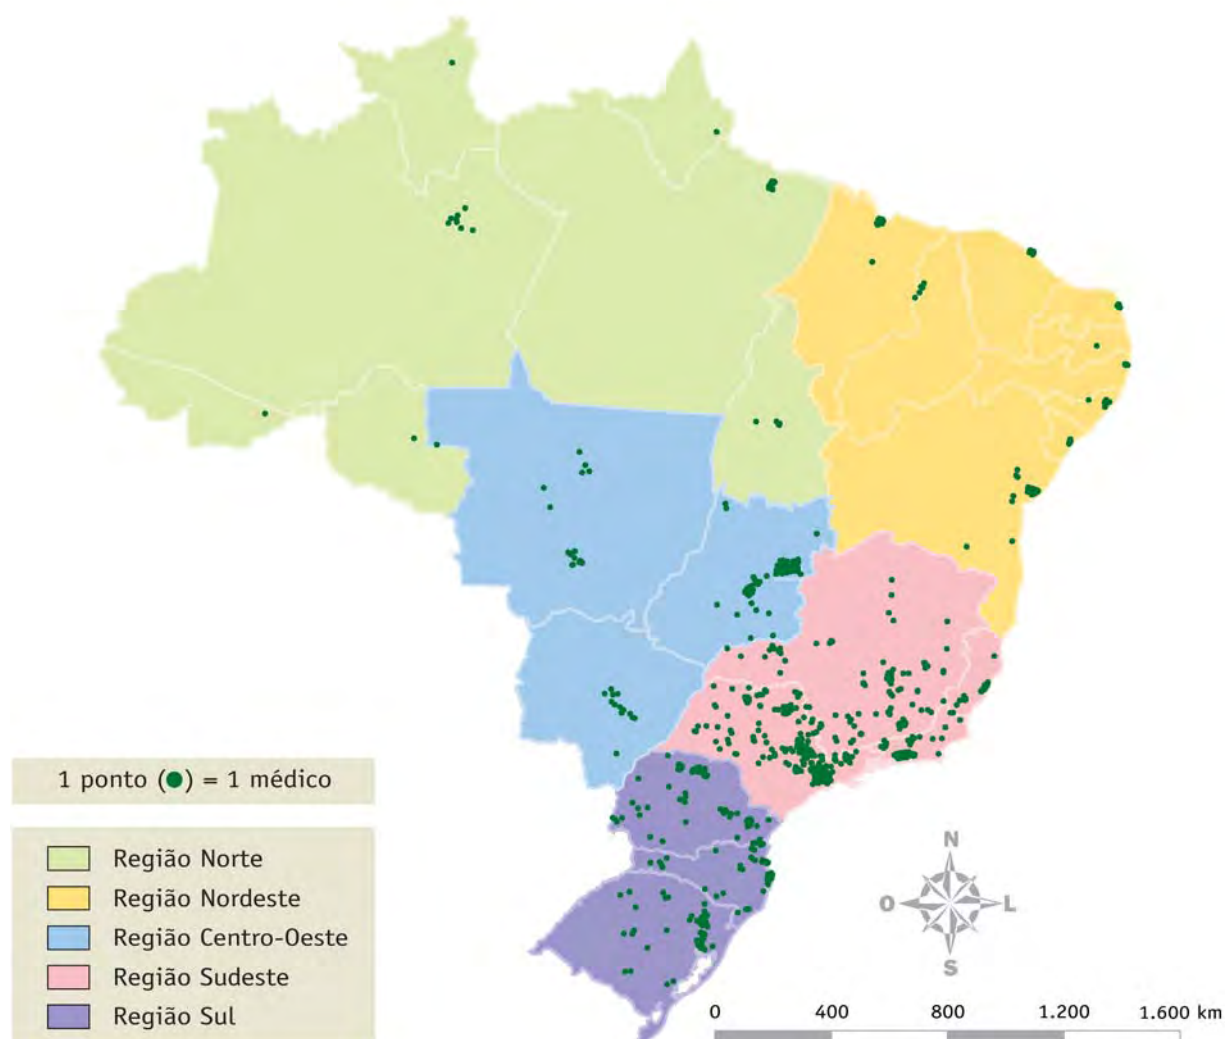 1 ponto (●) = 1 médico
Região Norte
Região Nordeste
Região Centro-Oeste
Região Sudeste
Região Sul
N
O L
S
0 400 800 1.200 1.600 km